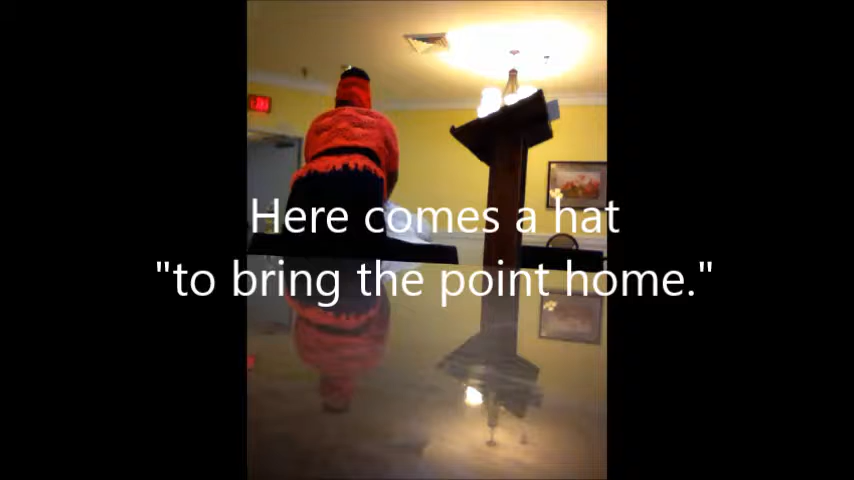 Here comes a hat
"to bring the point home."